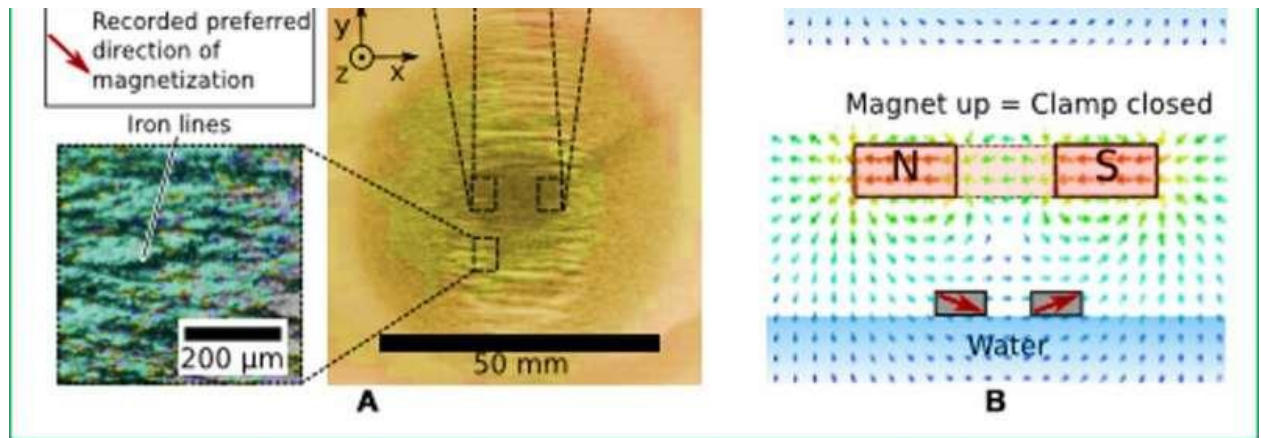 Recorded preferred
direction of
magnetization
Iron lines
200 µm
y
z
x
50 mm
A
Magnet up = Clamp closed
N
S
Water
B